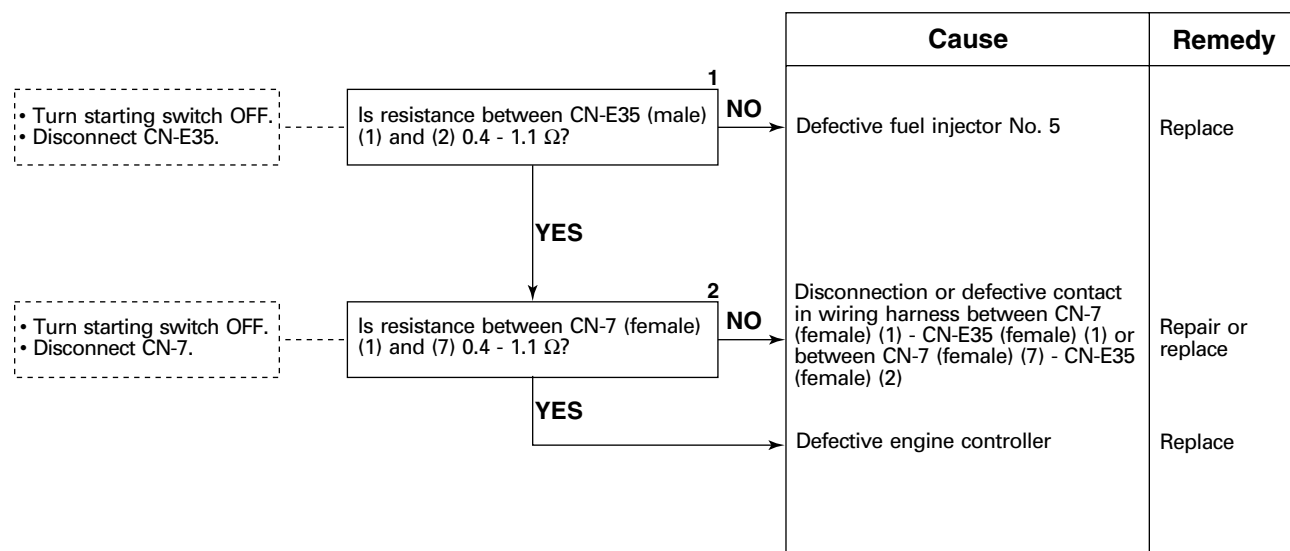 Cause
Remedy
1
• Turn starting switch OFF.
• Disconnect CN-E35.
Is resistance between CN-E35 (male)
(1) and (2) 0.4 - 1.1 Ω?
NO
Defective fuel injector No. 5
Replace
YES
2
• Turn starting switch OFF.
• Disconnect CN-7.
Is resistance between CN-7 (female)
(1) and (7) 0.4 - 1.1 Ω?
NO
Disconnection or defective contact
in wiring harness between CN-7
(female) (1) - CN-E35 (female) (1) or
between CN-7 (female) (7) - CN-E35
(female) (2)
Repair or
replace
YES
Defective engine controller
Replace